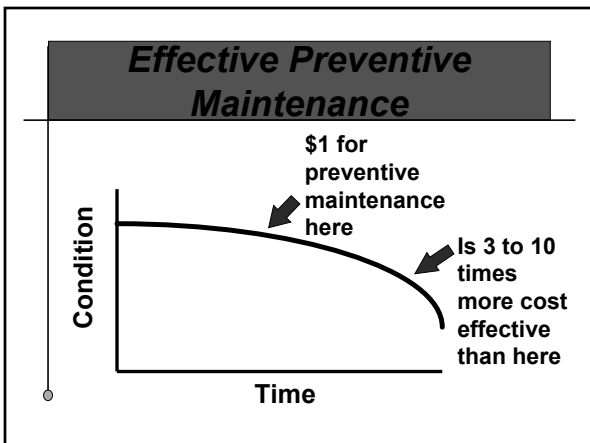 Effective Preventive
Maintenance
$1 for
preventive
maintenance
here
Is 3 to 10
times
more cost
effective
than here
Condition
Time